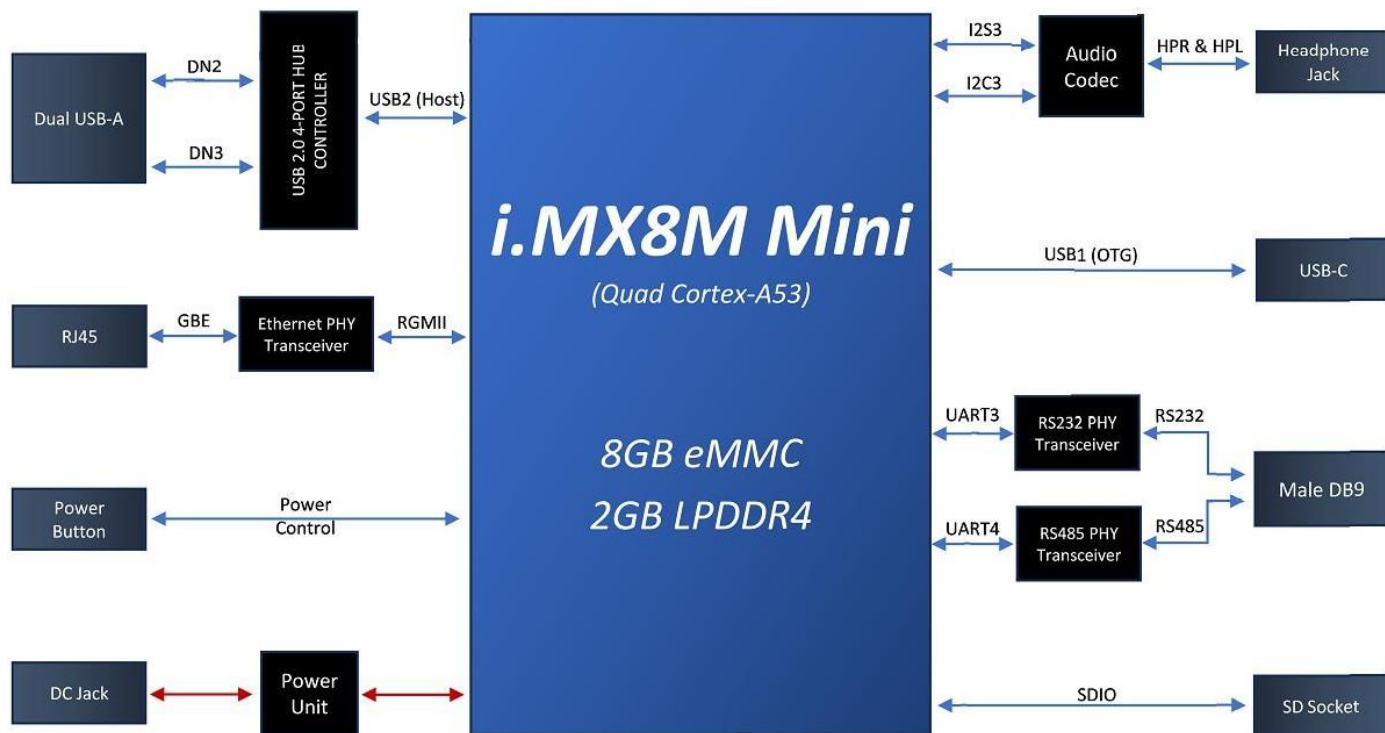 Dual USB-A
DN2
DN3
USB 2.0 4-PORT HUB
CONTROLLER
USB2 (Host)
RJ45
GBE
Ethernet PHY
Transceiver
RGMII
Power
Button
Power
Control
DC Jack
Power
Unit
i.MX8M Mini
(Quad Cortex-A53)
8GB eMMC
2GB LPDDR4
I2S3
I2C3
Audio
Codec
HPR & HPL
Headphone
Jack
USB1 (OTG)
USB-C
UART3
RS232 PHY
Transceiver
RS232
UART4
RS485 PHY
Transceiver
RS485
Male DB9
SDIO
SD Socket